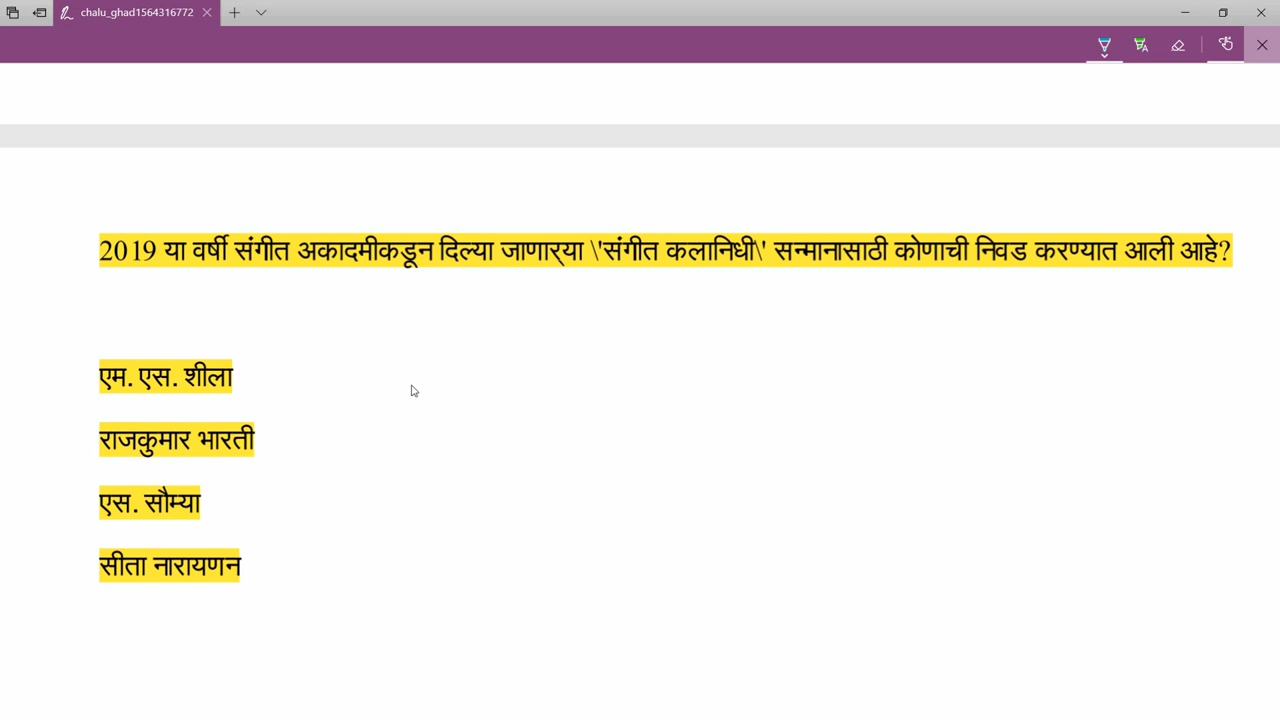 chalu_ghad1564316772
2019 या वर्षी संगीत अकादमीकडून दिल्या जाणार्‍या \'संगीत कलानिधी\' सन्मानासाठी कोणाची निवड करण्यात आली आहे?
एम. एस. शीला
राजकुमार भारती
एस. सौम्या
सीता नारायणन